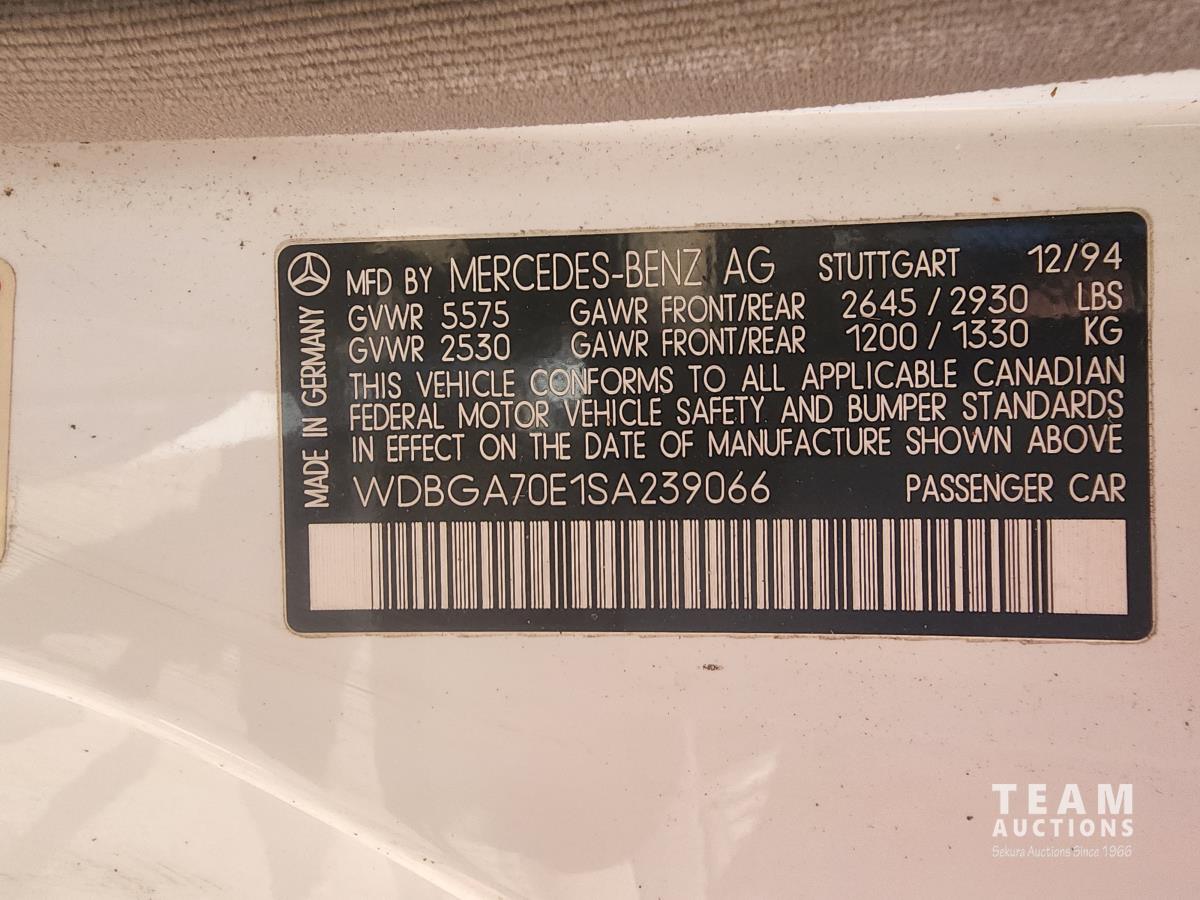 MADE IN GERMANY
MFD BY MERCEDES-BENZ AG STUTTGART 12/94
GVWR 5575 GAWR FRONT/REAR 2645 / 2930 LBS
GVWR 2530 GAWR FRONT/REAR 1200 / 1330 KG
THIS VEHICLE CONFORMS TO ALL APPLICABLE CANADIAN
FEDERAL MOTOR VEHICLE SAFETY AND BUMPER STANDARDS
IN EFFECT ON THE DATE OF MANUFACTURE SHOWN ABOVE
WDBGA70E1SA239066 PASSENGER CAR
TEAM
AUCTIONS
Sekura Auctions Since 1966